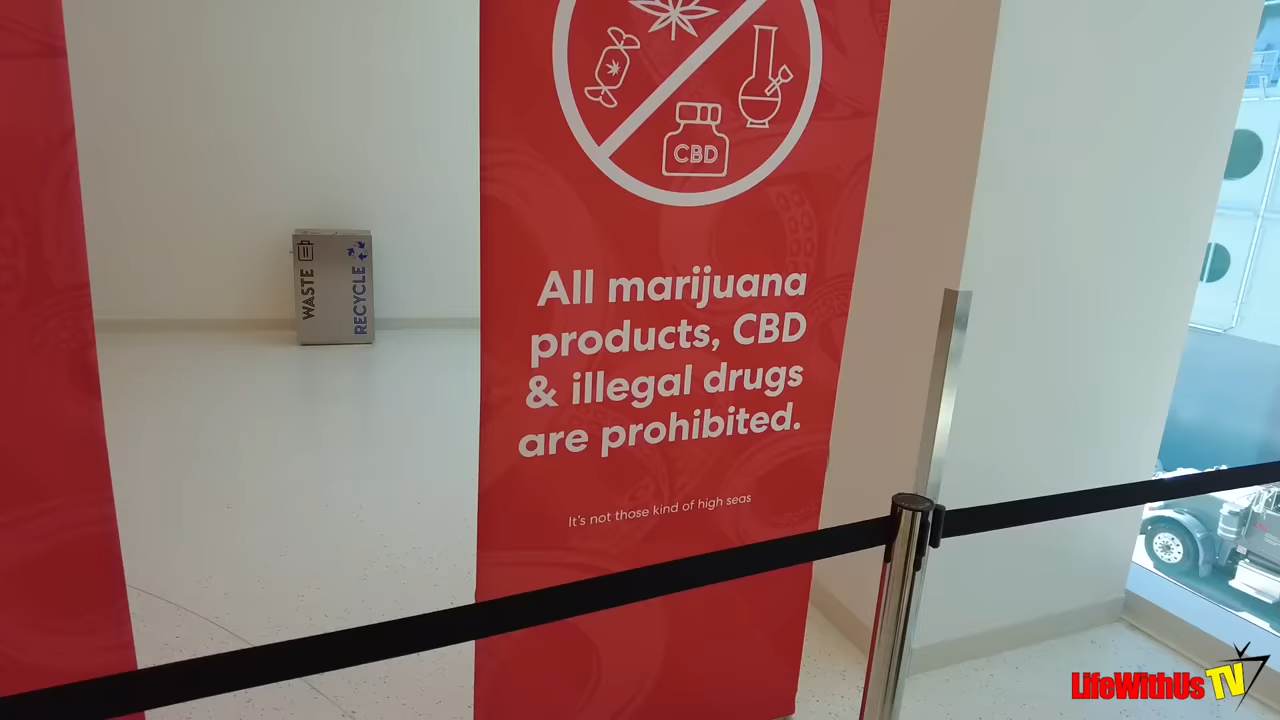 CBD
WASTE
RECYCLE
All marijuana
products, CBD
& illegal drugs
are prohibited.
It's not those kind of high seas
LifeWithUs TV